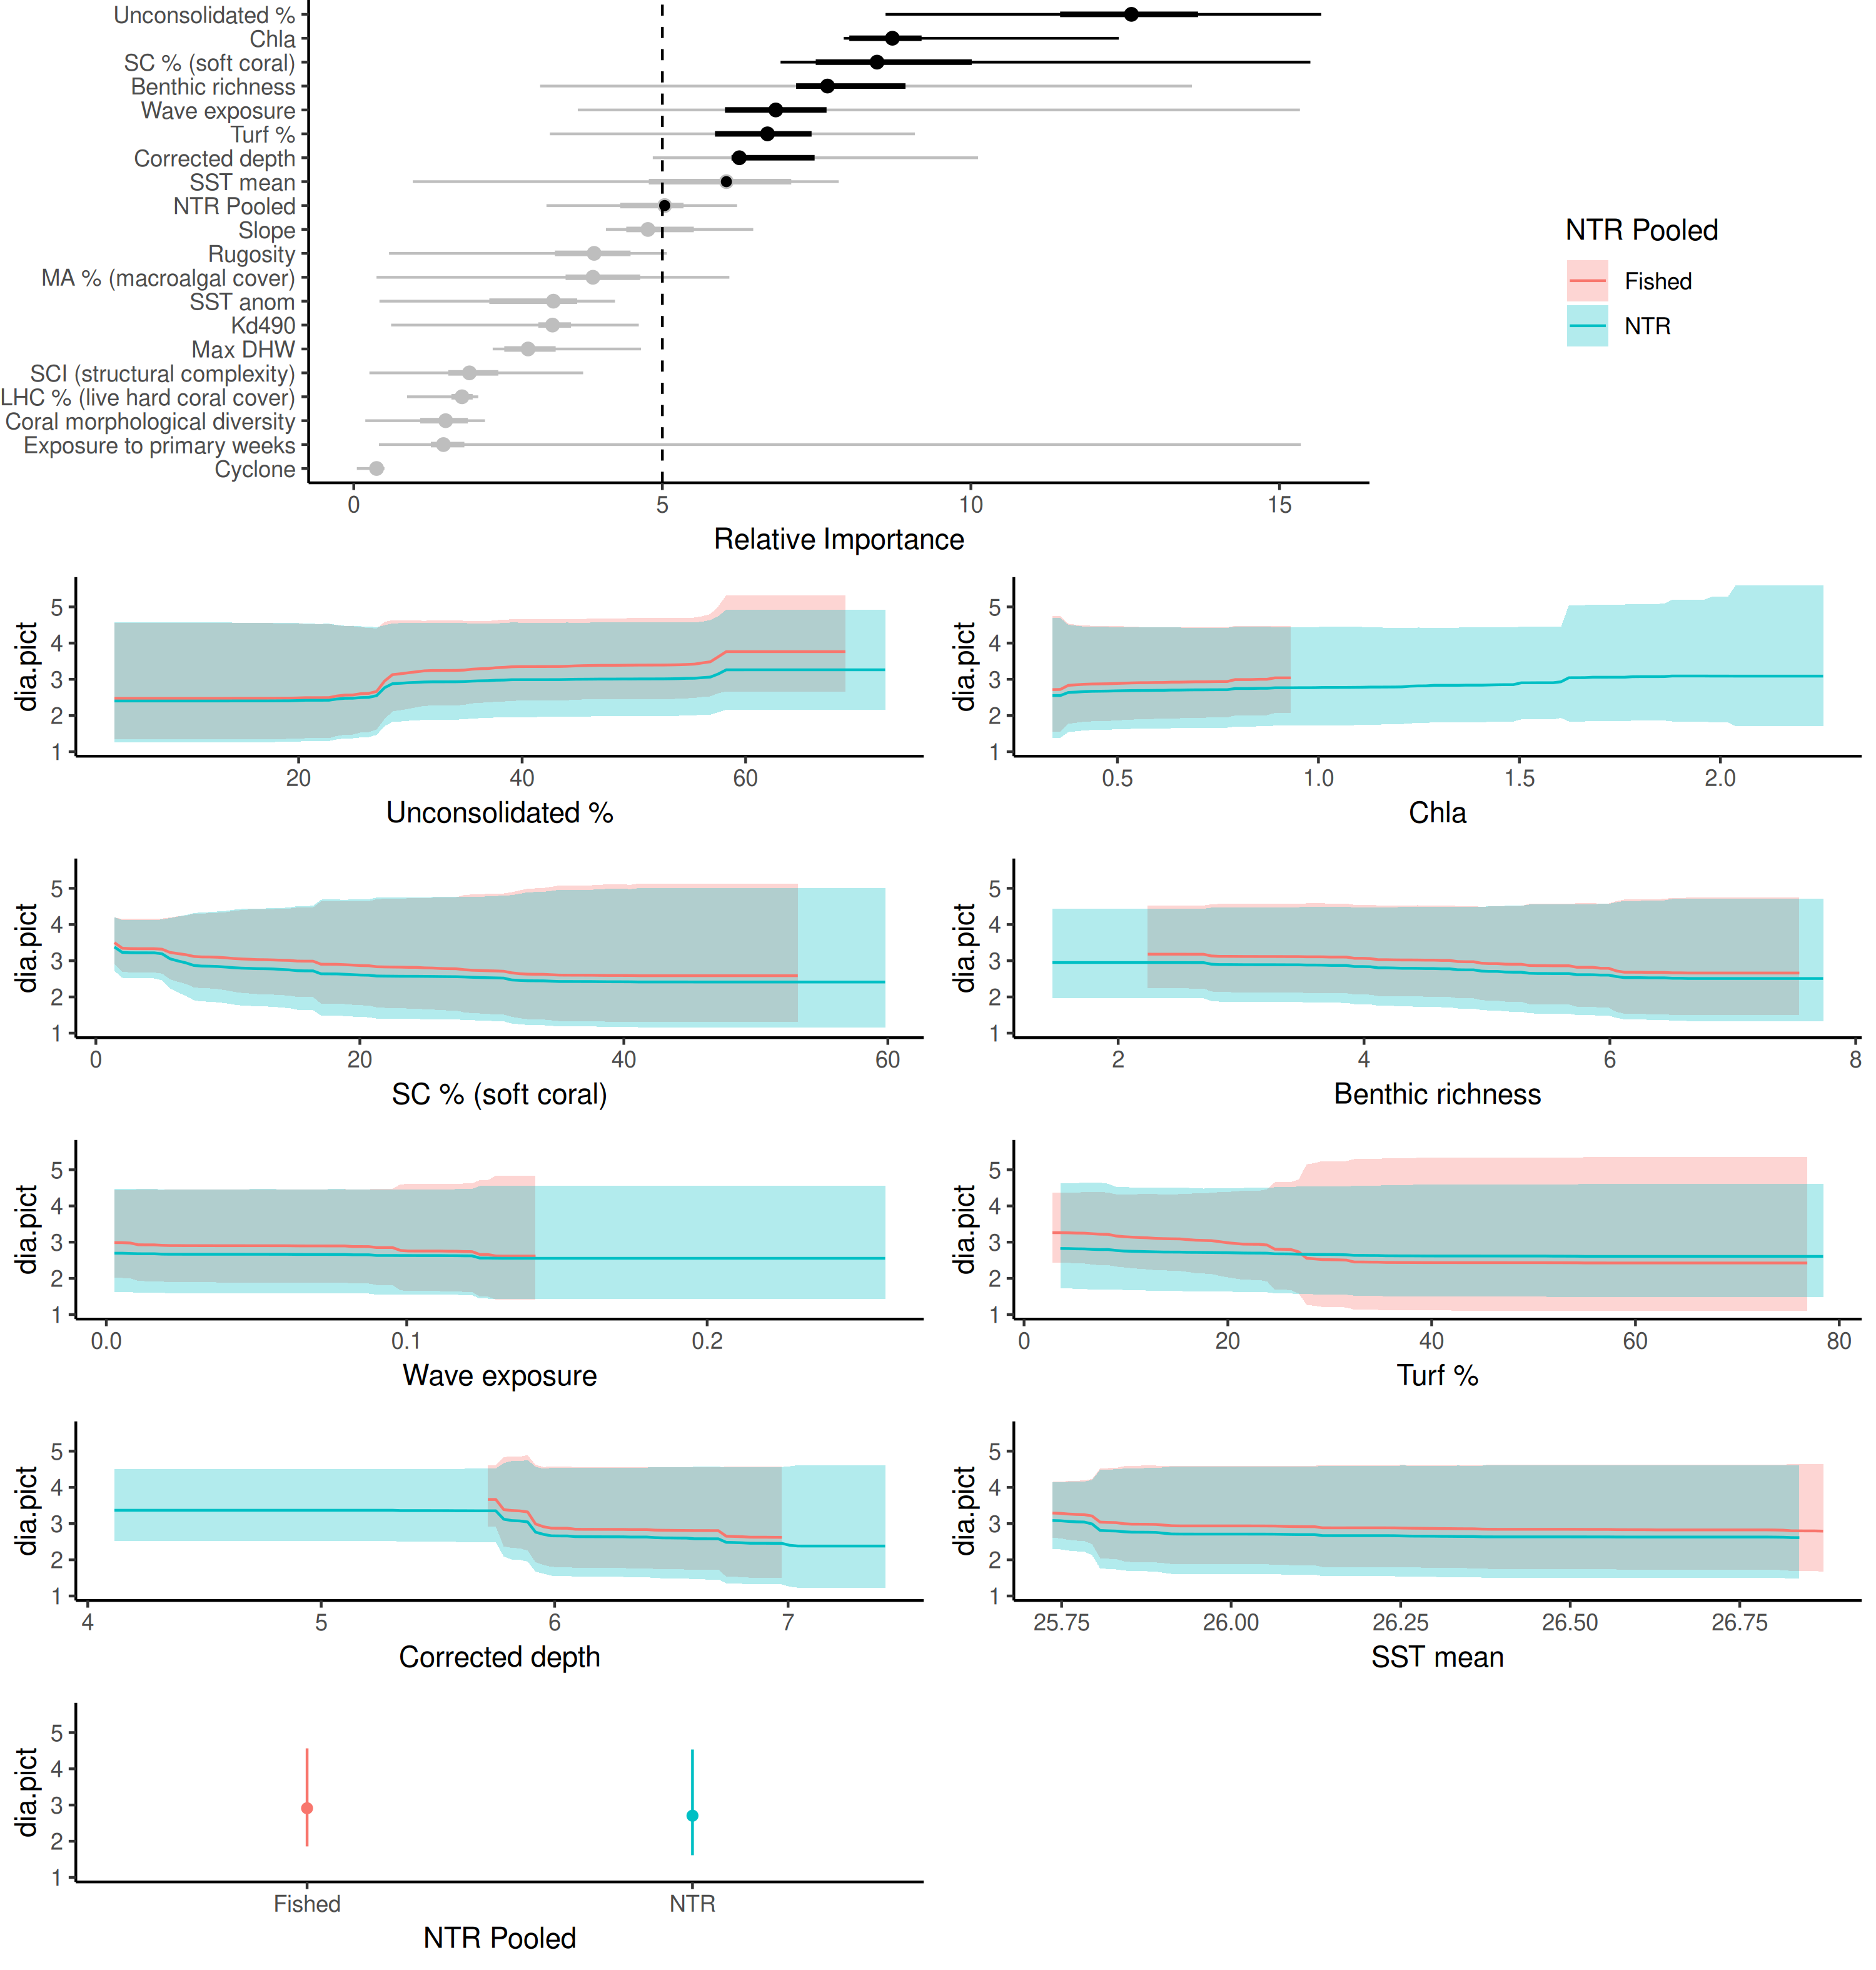 Unconsolidated %
Chla
SC % (soft coral)
Benthic richness
Wave exposure
Turf %
Corrected depth
SST mean
NTR Pooled
Slope
Rugosity
MA % (macroalgal cover)
SST anom
Kd490
Max DHW
SCI (structural complexity)
LHC % (live hard coral cover)
Coral morphological diversity
Exposure to primary weeks
Cyclone
0 5 10 15
Relative Importance
NTR Pooled
Fished
NTR
5
4
3
2
1
dia.pict
20 40 60
Unconsolidated %
5
4
3
2
1
dia.pict
0.5 1.0 1.5 2.0
Chla
5
4
3
2
1
dia.pict
0 20 40 60
SC % (soft coral)
5
4
3
2
1
dia.pict
2 4 6 8
Benthic richness
5
4
3
2
1
dia.pict
0.0 0.1 0.2
Wave exposure
5
4
3
2
1
dia.pict
0 20 40 60 80
Turf %
5
4
3
2
1
dia.pict
4 5 6 7
Corrected depth
5
4
3
2
1
dia.pict
25.75 26.00 26.25 26.50 26.75
SST mean
5
4
3
2
1
dia.pict
Fished NTR
NTR Pooled